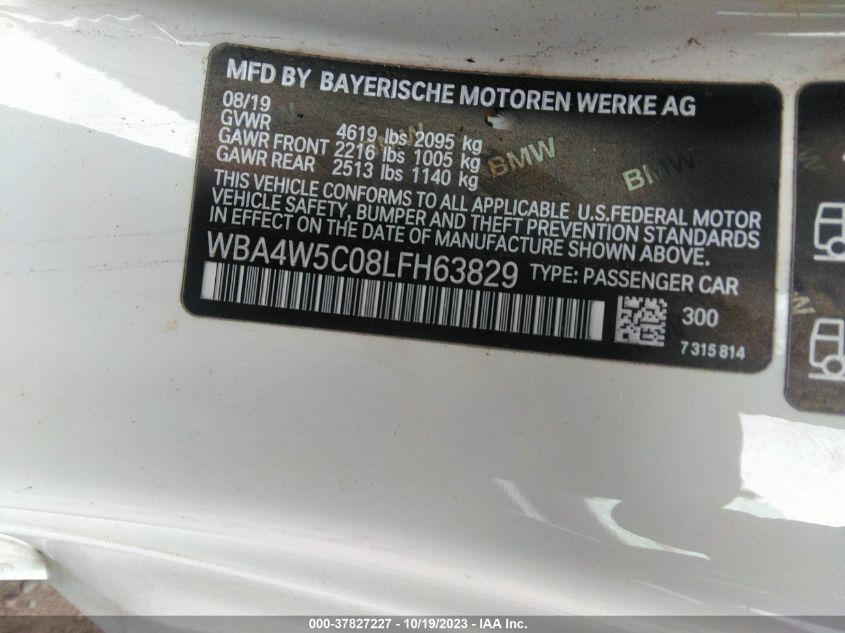 MFD BY BAYERISCHE MOTOREN WERKE AG
08/19
GVWR 4619 lbs 2095 kg
GAWR FRONT 2216 lbs 1005 kg
GAWR REAR 2513 lbs 1140 kg
BMW BMW
THIS VEHICLE CONFORMS TO ALL APPLICABLE U.S.FEDERAL MOTOR
VEHICLE SAFETY, BUMPER AND THEFT PREVENTION STANDARDS
IN EFFECT ON THE DATE OF MANUFACTURE SHOWN ABOVE.
WBA4W5C08LFH63829 TYPE: PASSENGER CAR
300
7 315 814
000-37827227 - 10/19/2023 - IAA Inc.